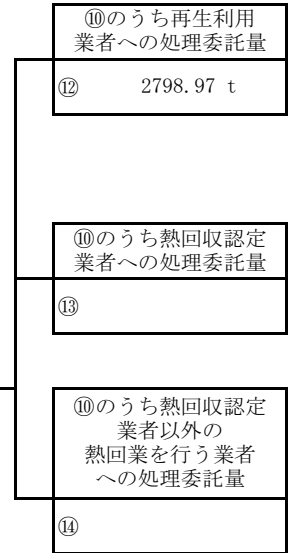 ⑩のうち再生利用
業者への処理委託量
⑫ 2798.97 t
⑩のうち熱回収認定
業者への処理委託量
⑬
⑩のうち熱回収認定
業者以外の
熱回業を行う業者
への処理委託量
⑭